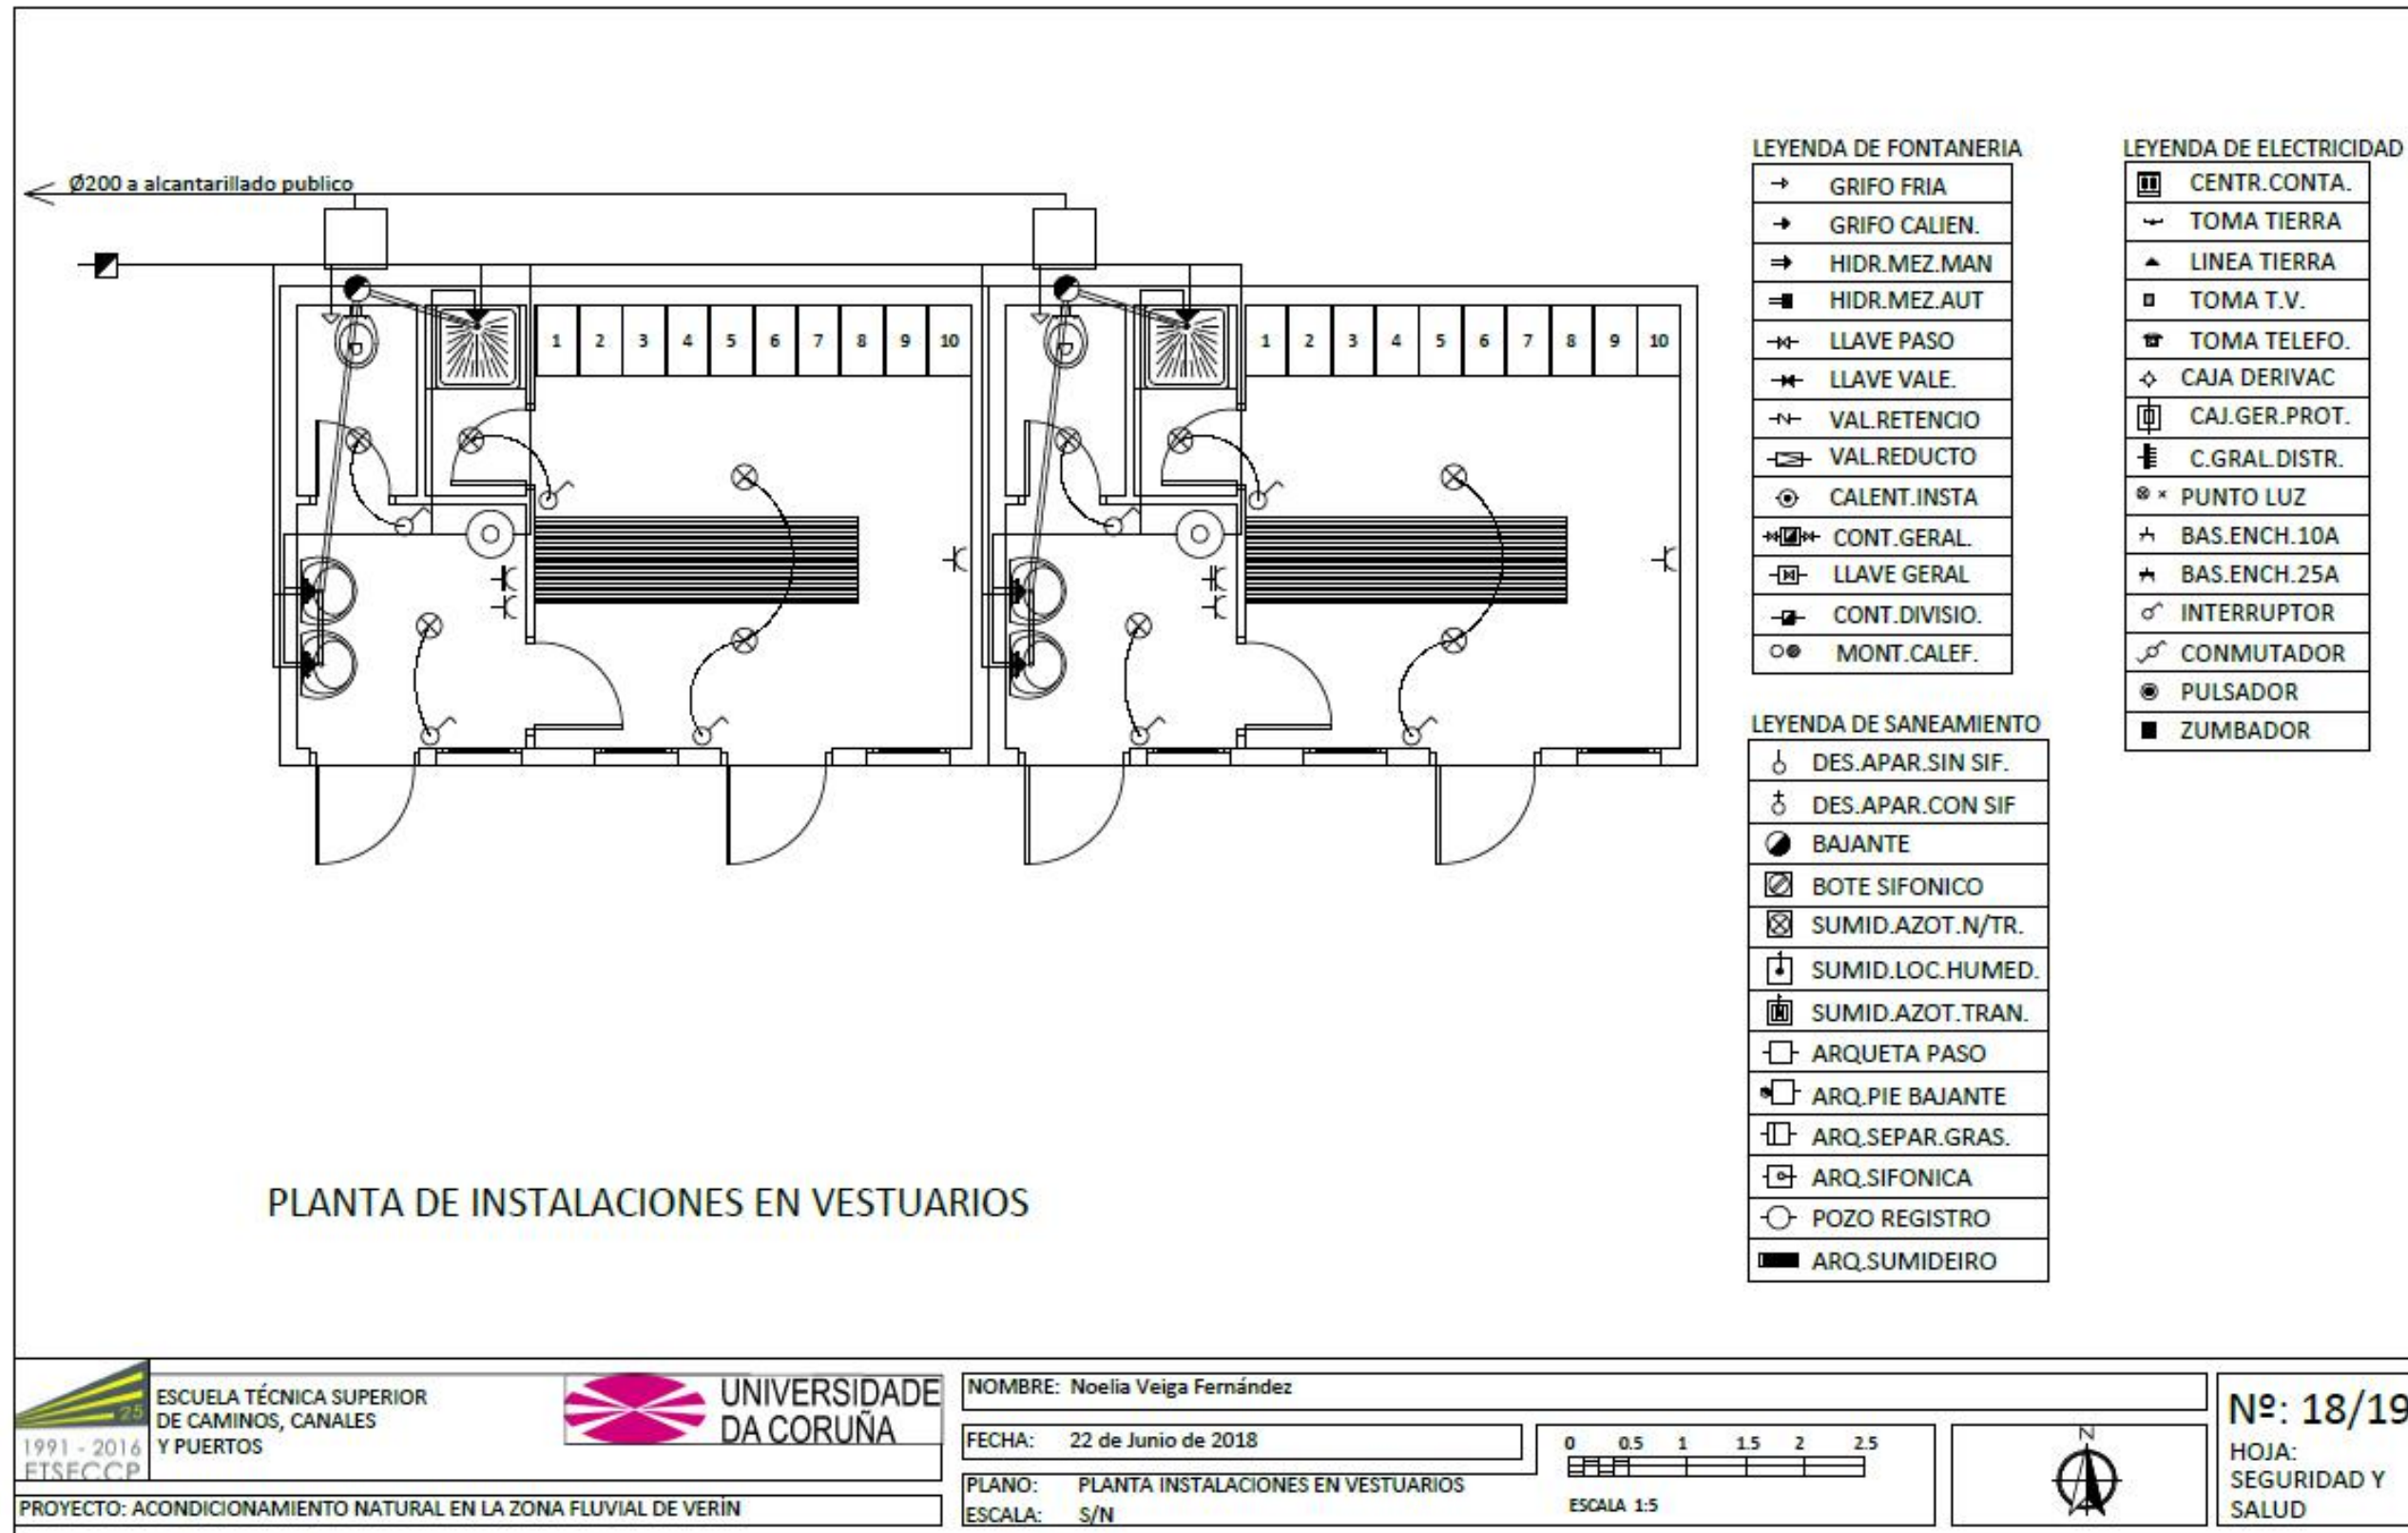 Ø200 a alcantarillado publico
1 2 3 4 5 6 7 8 9 10
1 2 3 4 5 6 7 8 9 10
PLANTA DE INSTALACIONES EN VESTUARIOS
LEYENDA DE FONTANERIA
GRIFO FRIA
GRIFO CALIEN.
HIDR.MEZ.MAN
HIDR.MEZ.AUT
LLAVE PASO
LLAVE VALE.
VAL.RETENCIO
VAL.REDUCTO
CALENT.INSTA
CONT.GERAL.
LLAVE GERAL
CONT.DIVISIO.
MONT.CALEF.
LEYENDA DE SANEAMIENTO
DES.APAR.SIN SIF.
DES.APAR.CON SIF
BAJANTE
BOTE SIFONICO
SUMID.AZOT.N/TR.
SUMID.LOC.HUMED.
SUMID.AZOT.TRAN.
ARQUETA PASO
ARQ.PIE BAJANTE
ARQ.SEPAR.GRAS.
ARQ.SIFONICA
POZO REGISTRO
ARQ.SUMIDEIRO
LEYENDA DE ELECTRICIDAD
CENTR.CONTA.
TOMA TIERRA
LINEA TIERRA
TOMA T.V.
TOMA TELEFO.
CAJA DERIVAC
CAJ.GER.PROT.
C.GRAL.DISTR.
PUNTO LUZ
BAS.ENCH.10A
BAS.ENCH.25A
INTERRUPTOR
CONMUTADOR
PULSADOR
ZUMBADOR
25
1991 - 2016
ETSECCP
ESCUELA TÉCNICA SUPERIOR
DE CAMINOS, CANALES
Y PUERTOS
UNIVERSIDADE
DA CORUÑA
PROYECTO: ACONDICIONAMIENTO NATURAL EN LA ZONA FLUVIAL DE VERÍN
NOMBRE: Noelia Veiga Fernández
FECHA: 22 de Junio de 2018
PLANO: PLANTA INSTALACIONES EN VESTUARIOS
ESCALA: S/N
0 0.5 1 1.5 2 2.5
ESCALA 1:5
N
Nº: 18/19
HOJA:
SEGURIDAD Y
SALUD